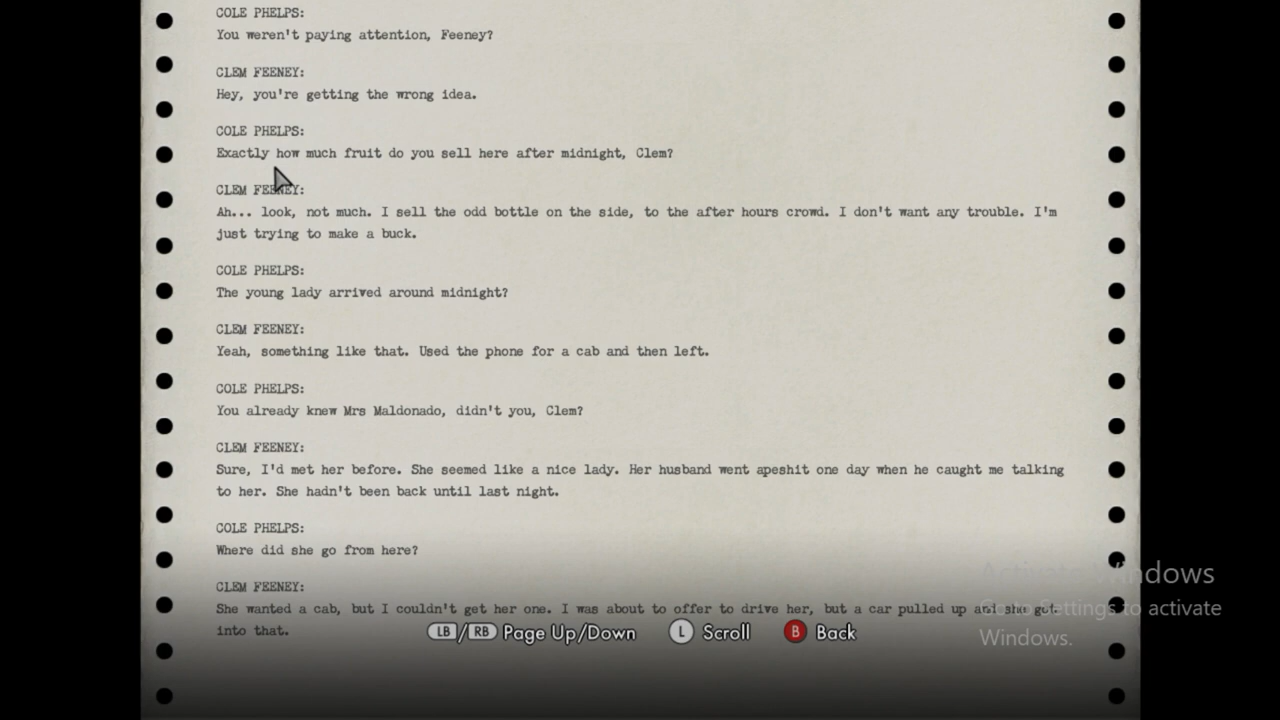 COLE PHELPS:
You weren't paying attention, Feeney?
CLEM FEENEY:
Hey, you're getting the wrong idea.
COLE PHELPS:
Exactly how much fruit do you sell here after midnight, Clem?
CLEM FEENEY:
Ah... look, not much. I sell the odd bottle on the side, to the after hours crowd. I don't want any trouble. I'm
just trying to make a buck.
COLE PHELPS:
The young lady arrived around midnight?
CLEM FEENEY:
Yeah, something like that. Used the phone for a cab and then left.
COLE PHELPS:
You already knew Mrs Maldonado, didn't you, Clem?
CLEM FEENEY:
Sure, I'd met her before. She seemed like a nice lady. Her husband went apeshit one day when he caught me talking
to her. She hadn't been back until last night.
COLE PHELPS:
Where did she go from here?
CLEM FEENEY:
She wanted a cab, but I couldn't get her one. I was about to offer to drive her, but a car pulled up and she got
into that.
LB/RB Page Up/Down L Scroll B Back
Activate Windows
Go to Settings to activate
Windows.